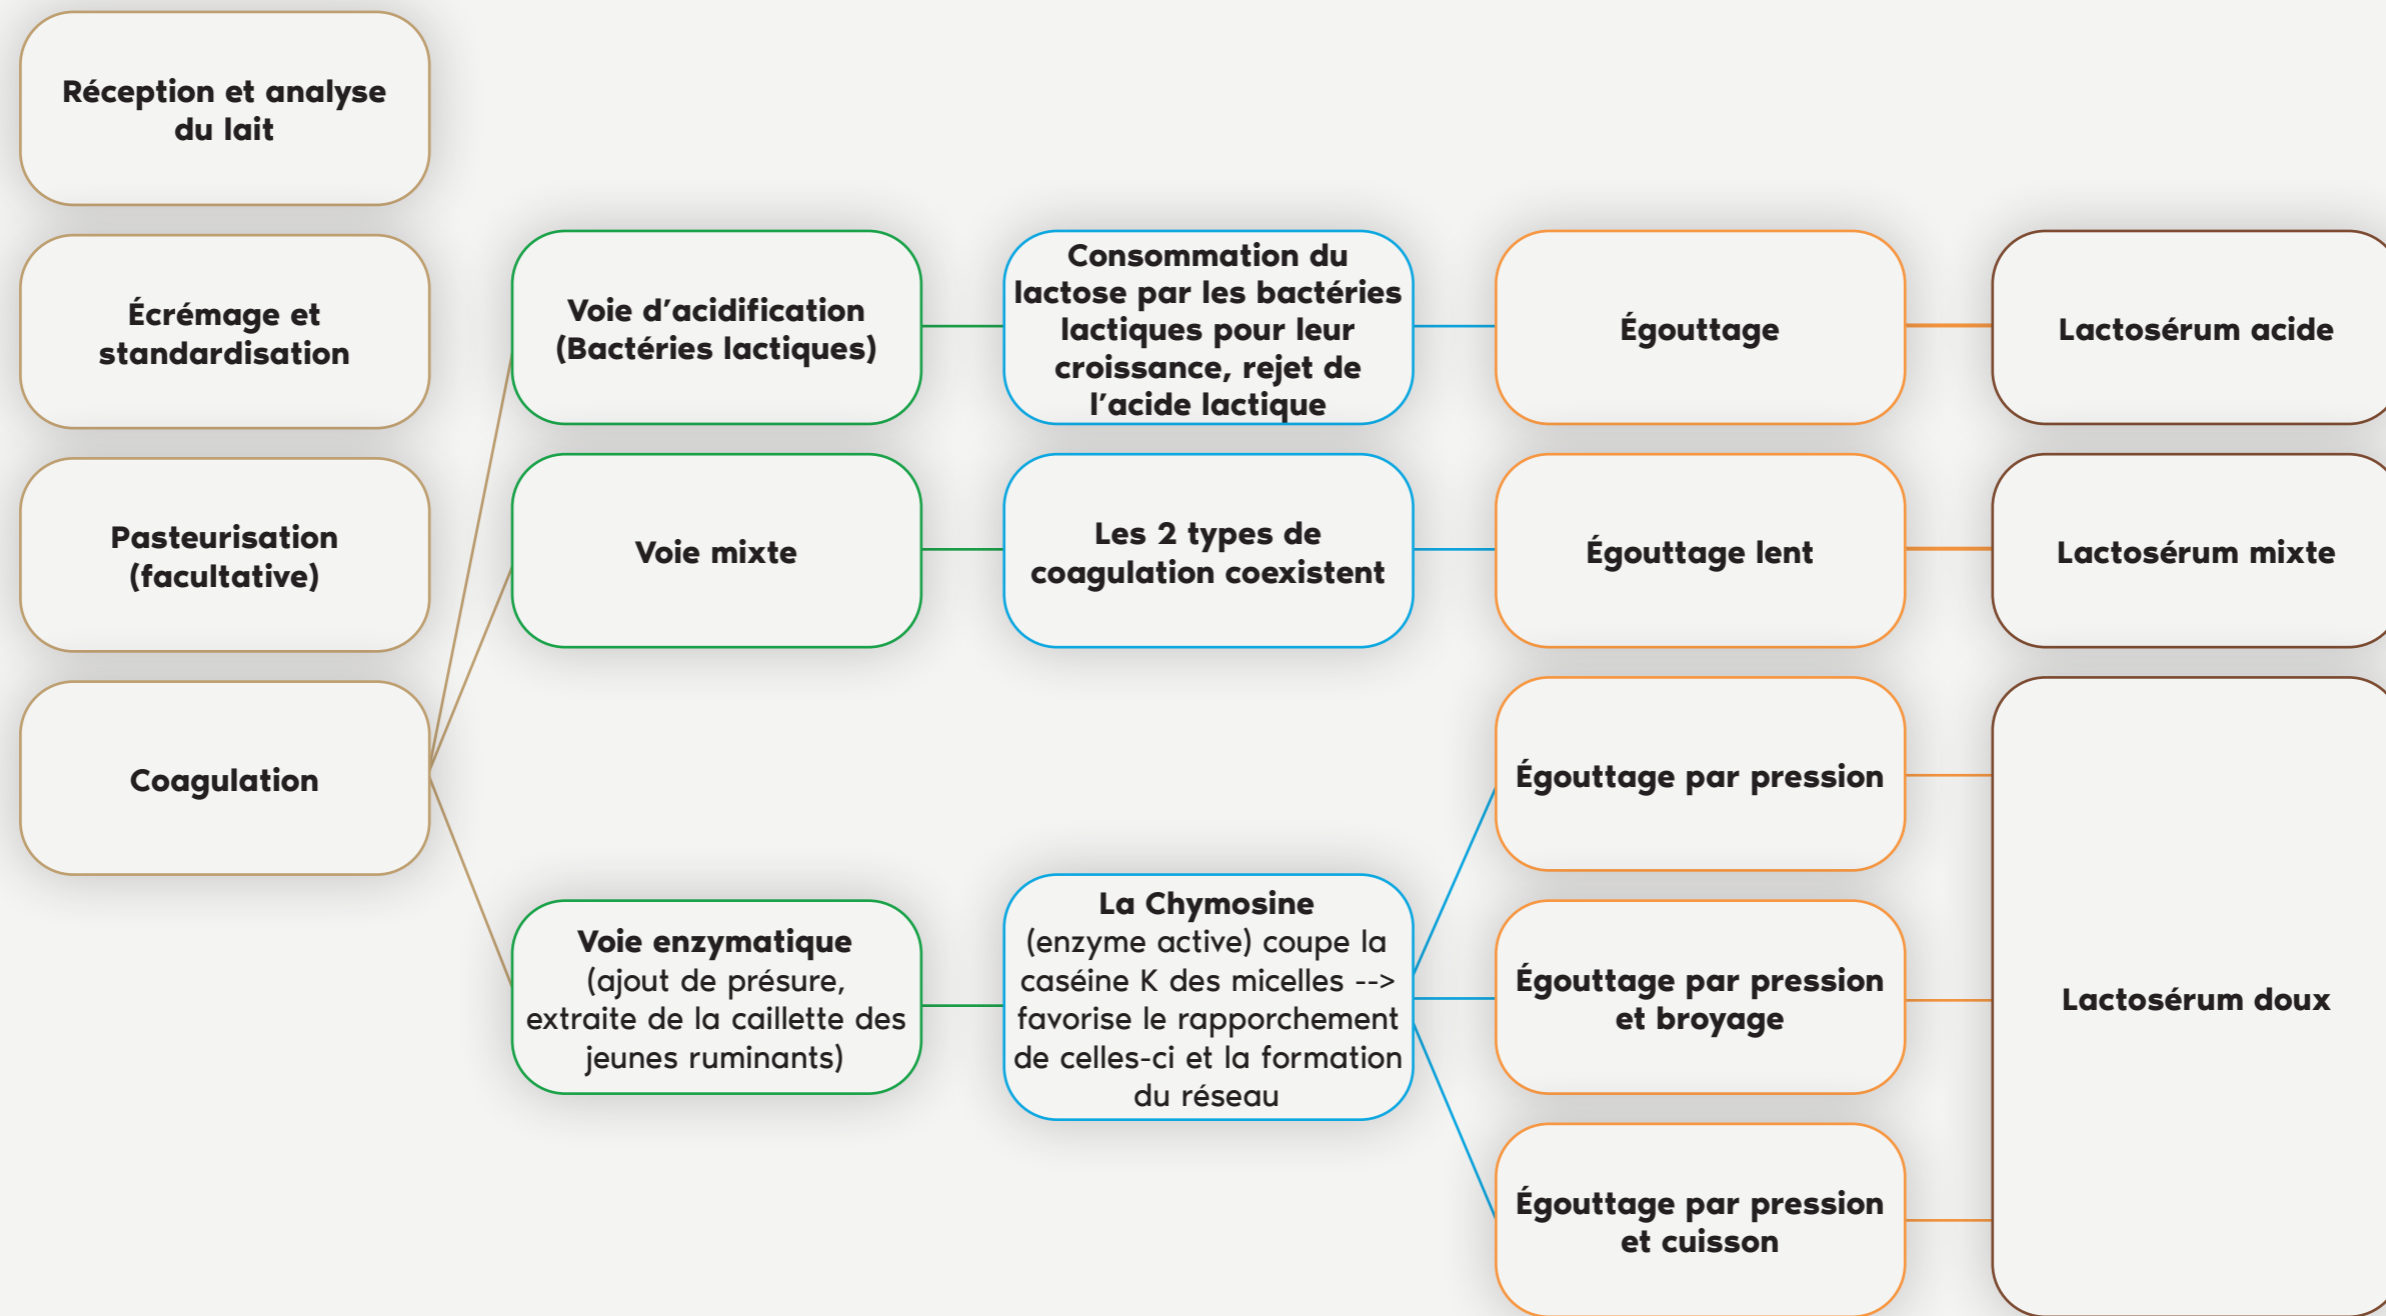 Réception et analyse
du lait
Écrémage et
standardisation
Pasteurisation
(facultative)
Coagulation
Voie d’acidification
(Bactéries lactiques)
Voie mixte
Voie enzymatique
(ajout de présure,
extraite de la caillette des
jeunes ruminants)
Consommation du
lactose par les bactéries
lactiques pour leur
croissance, rejet de
l’acide lactique
Les 2 types de
coagulation coexistent
La Chymosine
(enzyme active) coupe la
caséine K des micelles -->
favorise le rapporchement
de celles-ci et la formation
du réseau
Égouttage
Égouttage lent
Égouttage par pression
Égouttage par pression
et broyage
Égouttage par pression
et cuisson
Lactosérum acide
Lactosérum mixte
Lactosérum doux